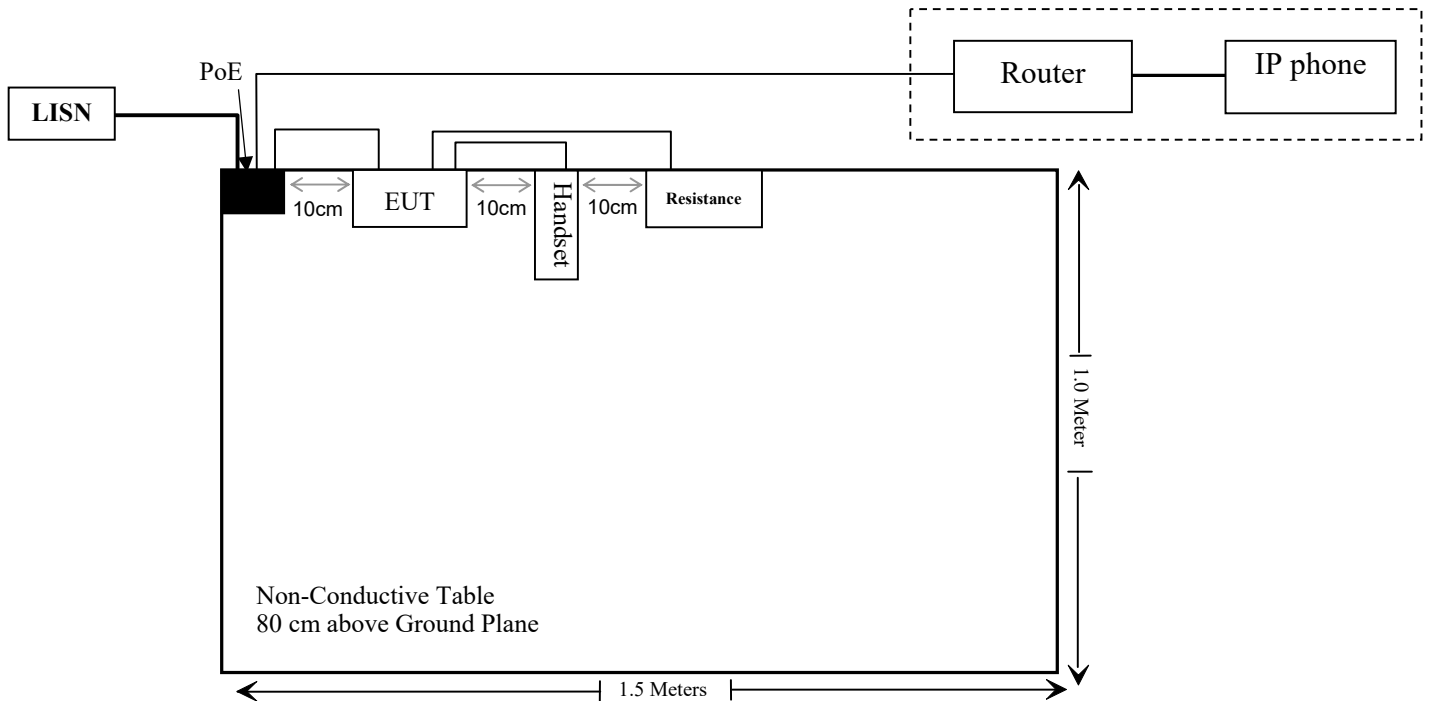 PoE
LISN
Router
IP phone
10cm
EUT
10cm
Handset
10cm
Resistance
1.0 Meter
Non-Conductive Table
80 cm above Ground Plane
1.5 Meters